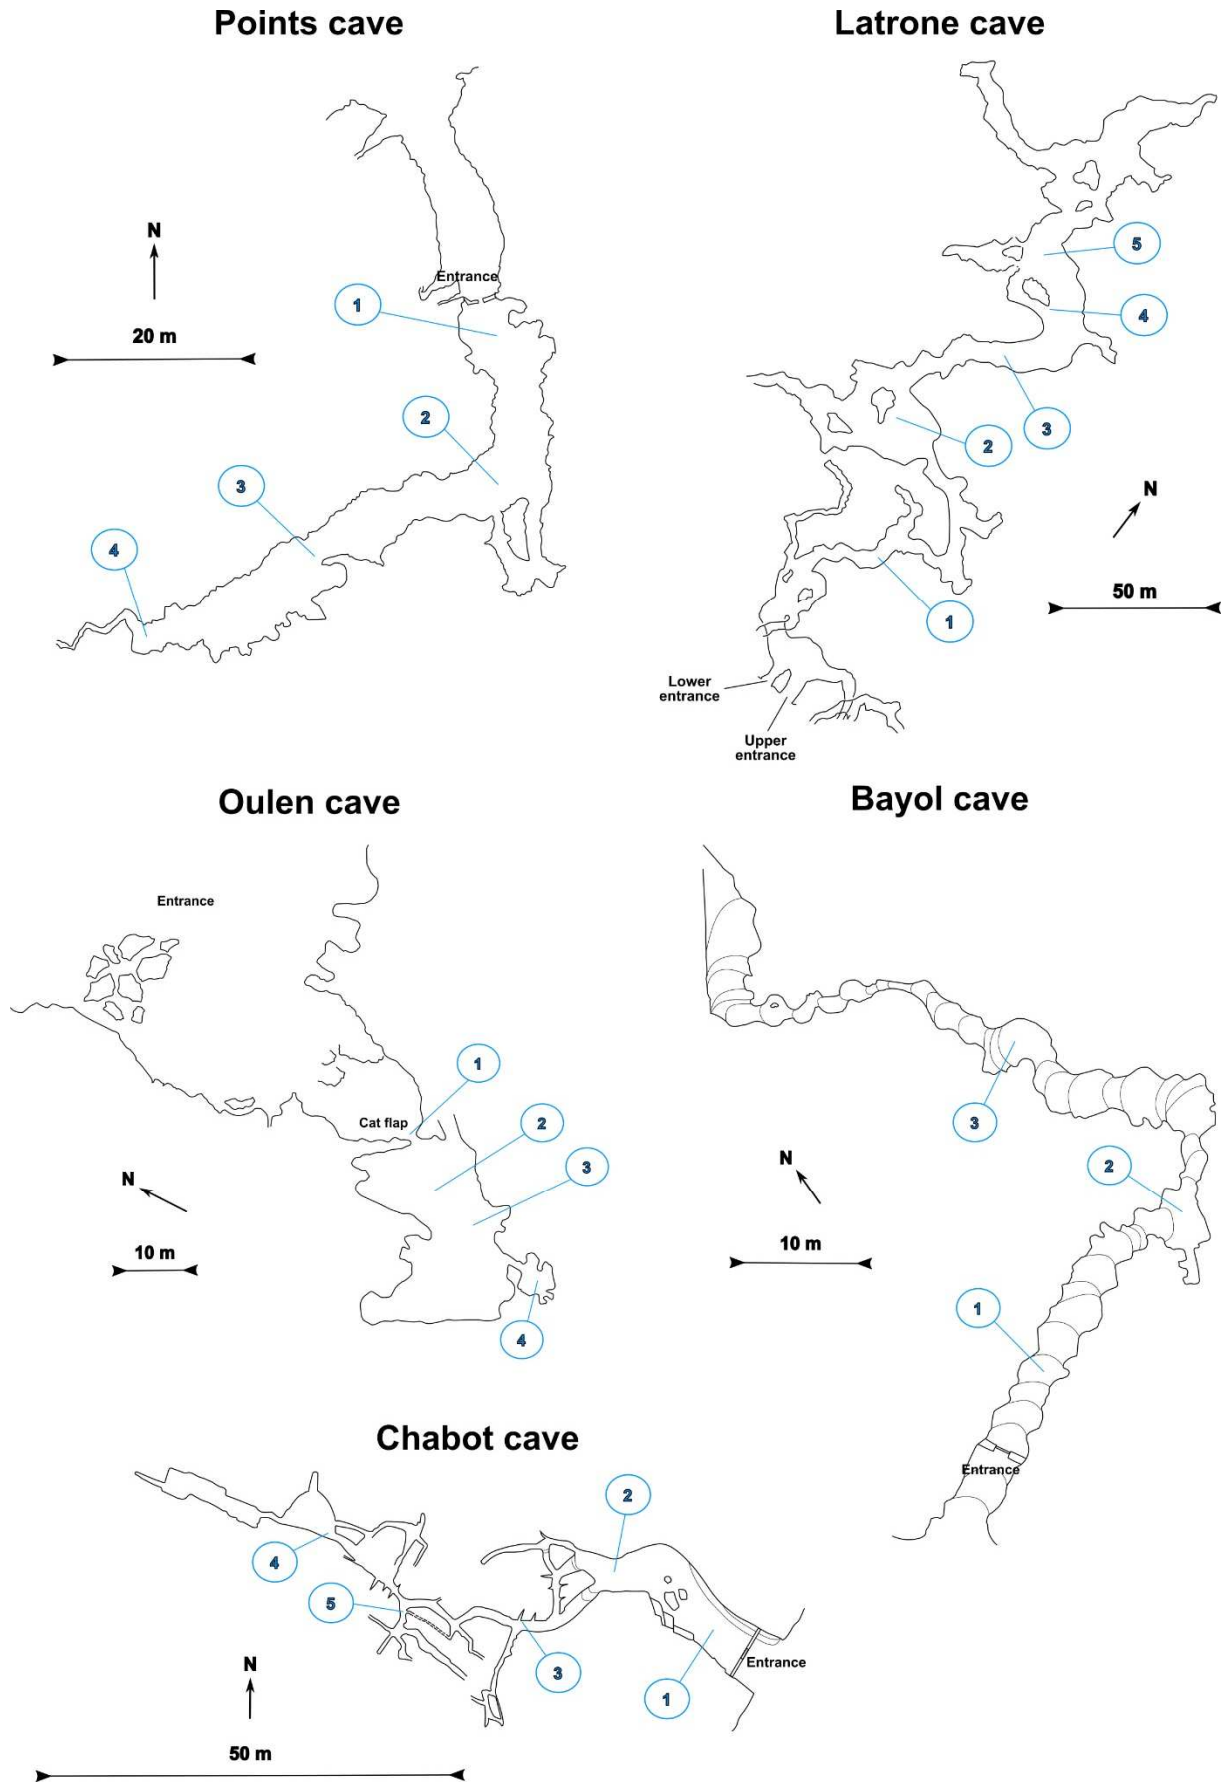 Points cave
N
20 m
Entrance
1
2
3
4
Latrone cave
5
4
3
2
N
50 m
1
Lower
entrance
Upper
entrance
Oulen cave
Entrance
1
Cat flap
2
3
N
10 m
4
Bayol cave
3
2
N
10 m
1
Entrance
Chabot cave
2
4
5
3
Entrance
1
N
50 m